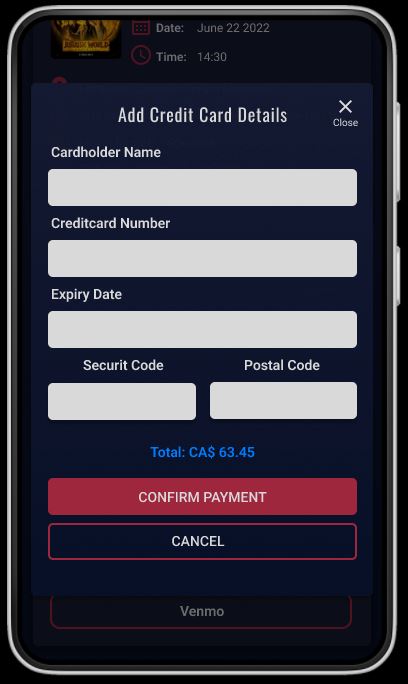 JURASSIC WORLD
Date: June 22 2022
Time: 14:30
Add Credit Card Details
Close
Cardholder Name
Creditcard Number
Expiry Date
Securit Code Postal Code
Total: CA$ 63.45
CONFIRM PAYMENT
CANCEL
Venmo